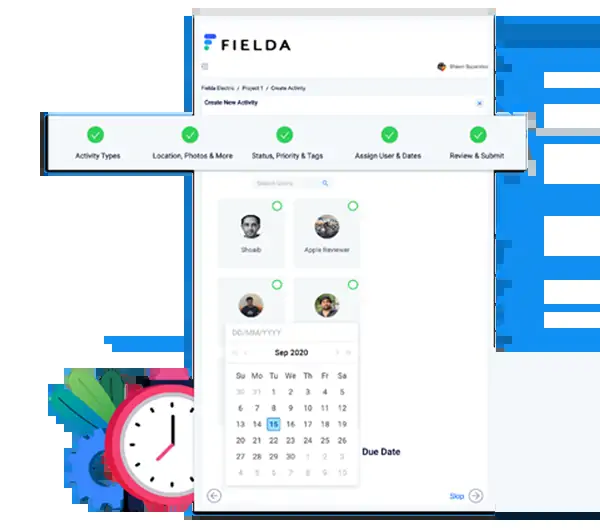 FIELDA
Shawn Superstar
Fielda Electric / Project 1 / Create Activity
Create New Activity
Activity Types
Location, Photos & More
Status, Priority & Tags
Assign User & Dates
Review & Submit
Search Users
Shoaib
Apple Reviewer
DD/MM/YYYY
Sep 2020
Su Mo Tu We Th Fr Sa
30 31 1 2 3 4 5
6 7 8 9 10 11 12
13 14 15 16 17 18 19
20 21 22 23 24 25 26
27 28 29 30 1 2 3
4 5 6 7 8 9 10
Due Date
Skip